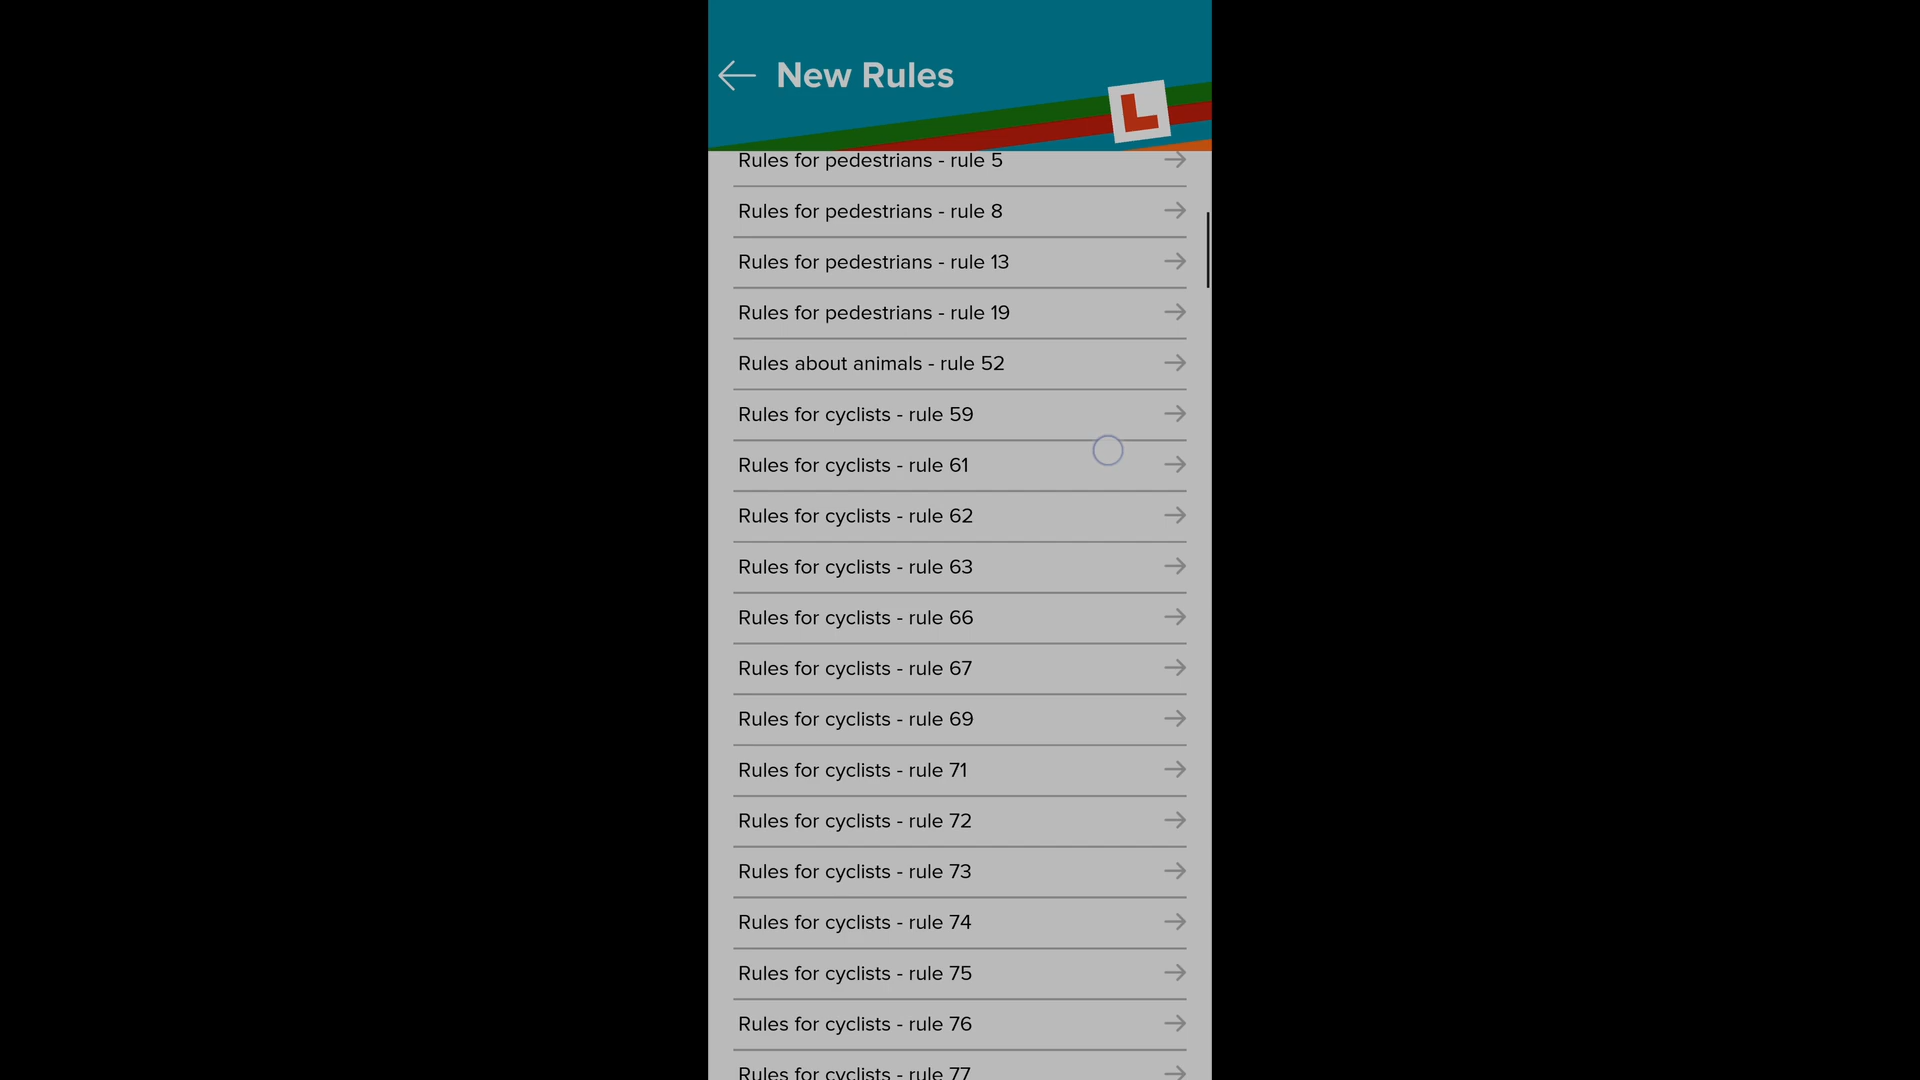 New Rules
L
Rules for pedestrians - rule 5
Rules for pedestrians - rule 8
Rules for pedestrians - rule 13
Rules for pedestrians - rule 19
Rules about animals - rule 52
Rules for cyclists - rule 59
Rules for cyclists - rule 61
Rules for cyclists - rule 62
Rules for cyclists - rule 63
Rules for cyclists - rule 66
Rules for cyclists - rule 67
Rules for cyclists - rule 69
Rules for cyclists - rule 71
Rules for cyclists - rule 72
Rules for cyclists - rule 73
Rules for cyclists - rule 74
Rules for cyclists - rule 75
Rules for cyclists - rule 76
Rules for cyclists - rule 77